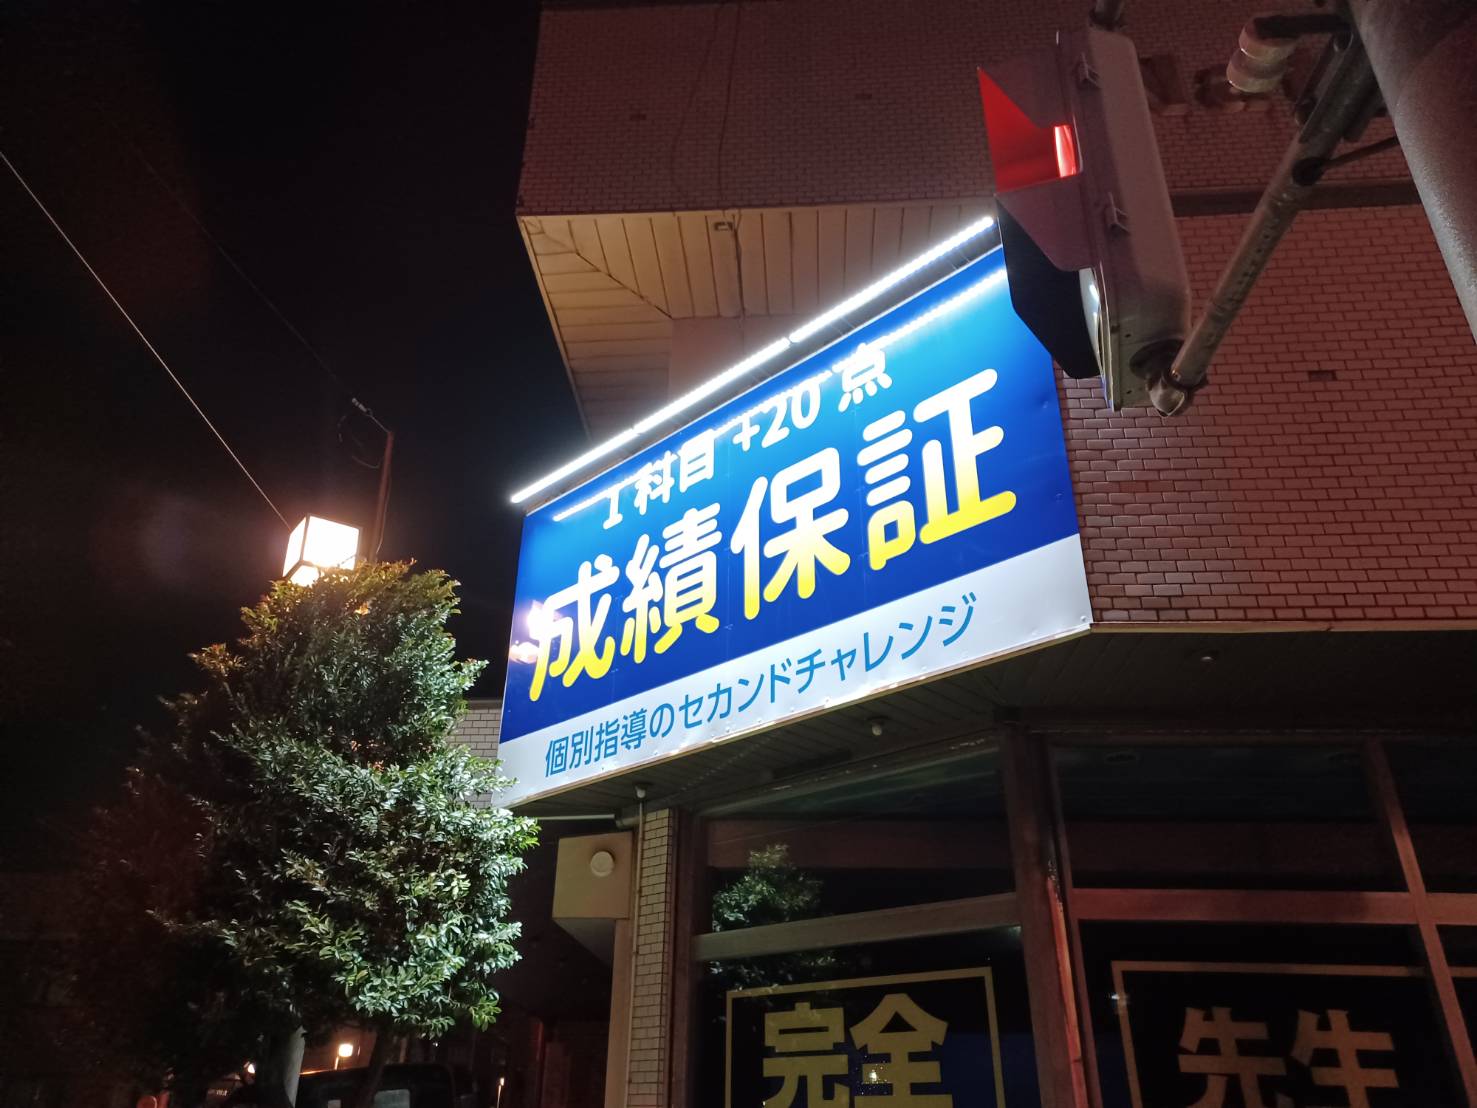 1科目 +20点
成績保証
個別指導のセカンドチャレンジ
完全
先生